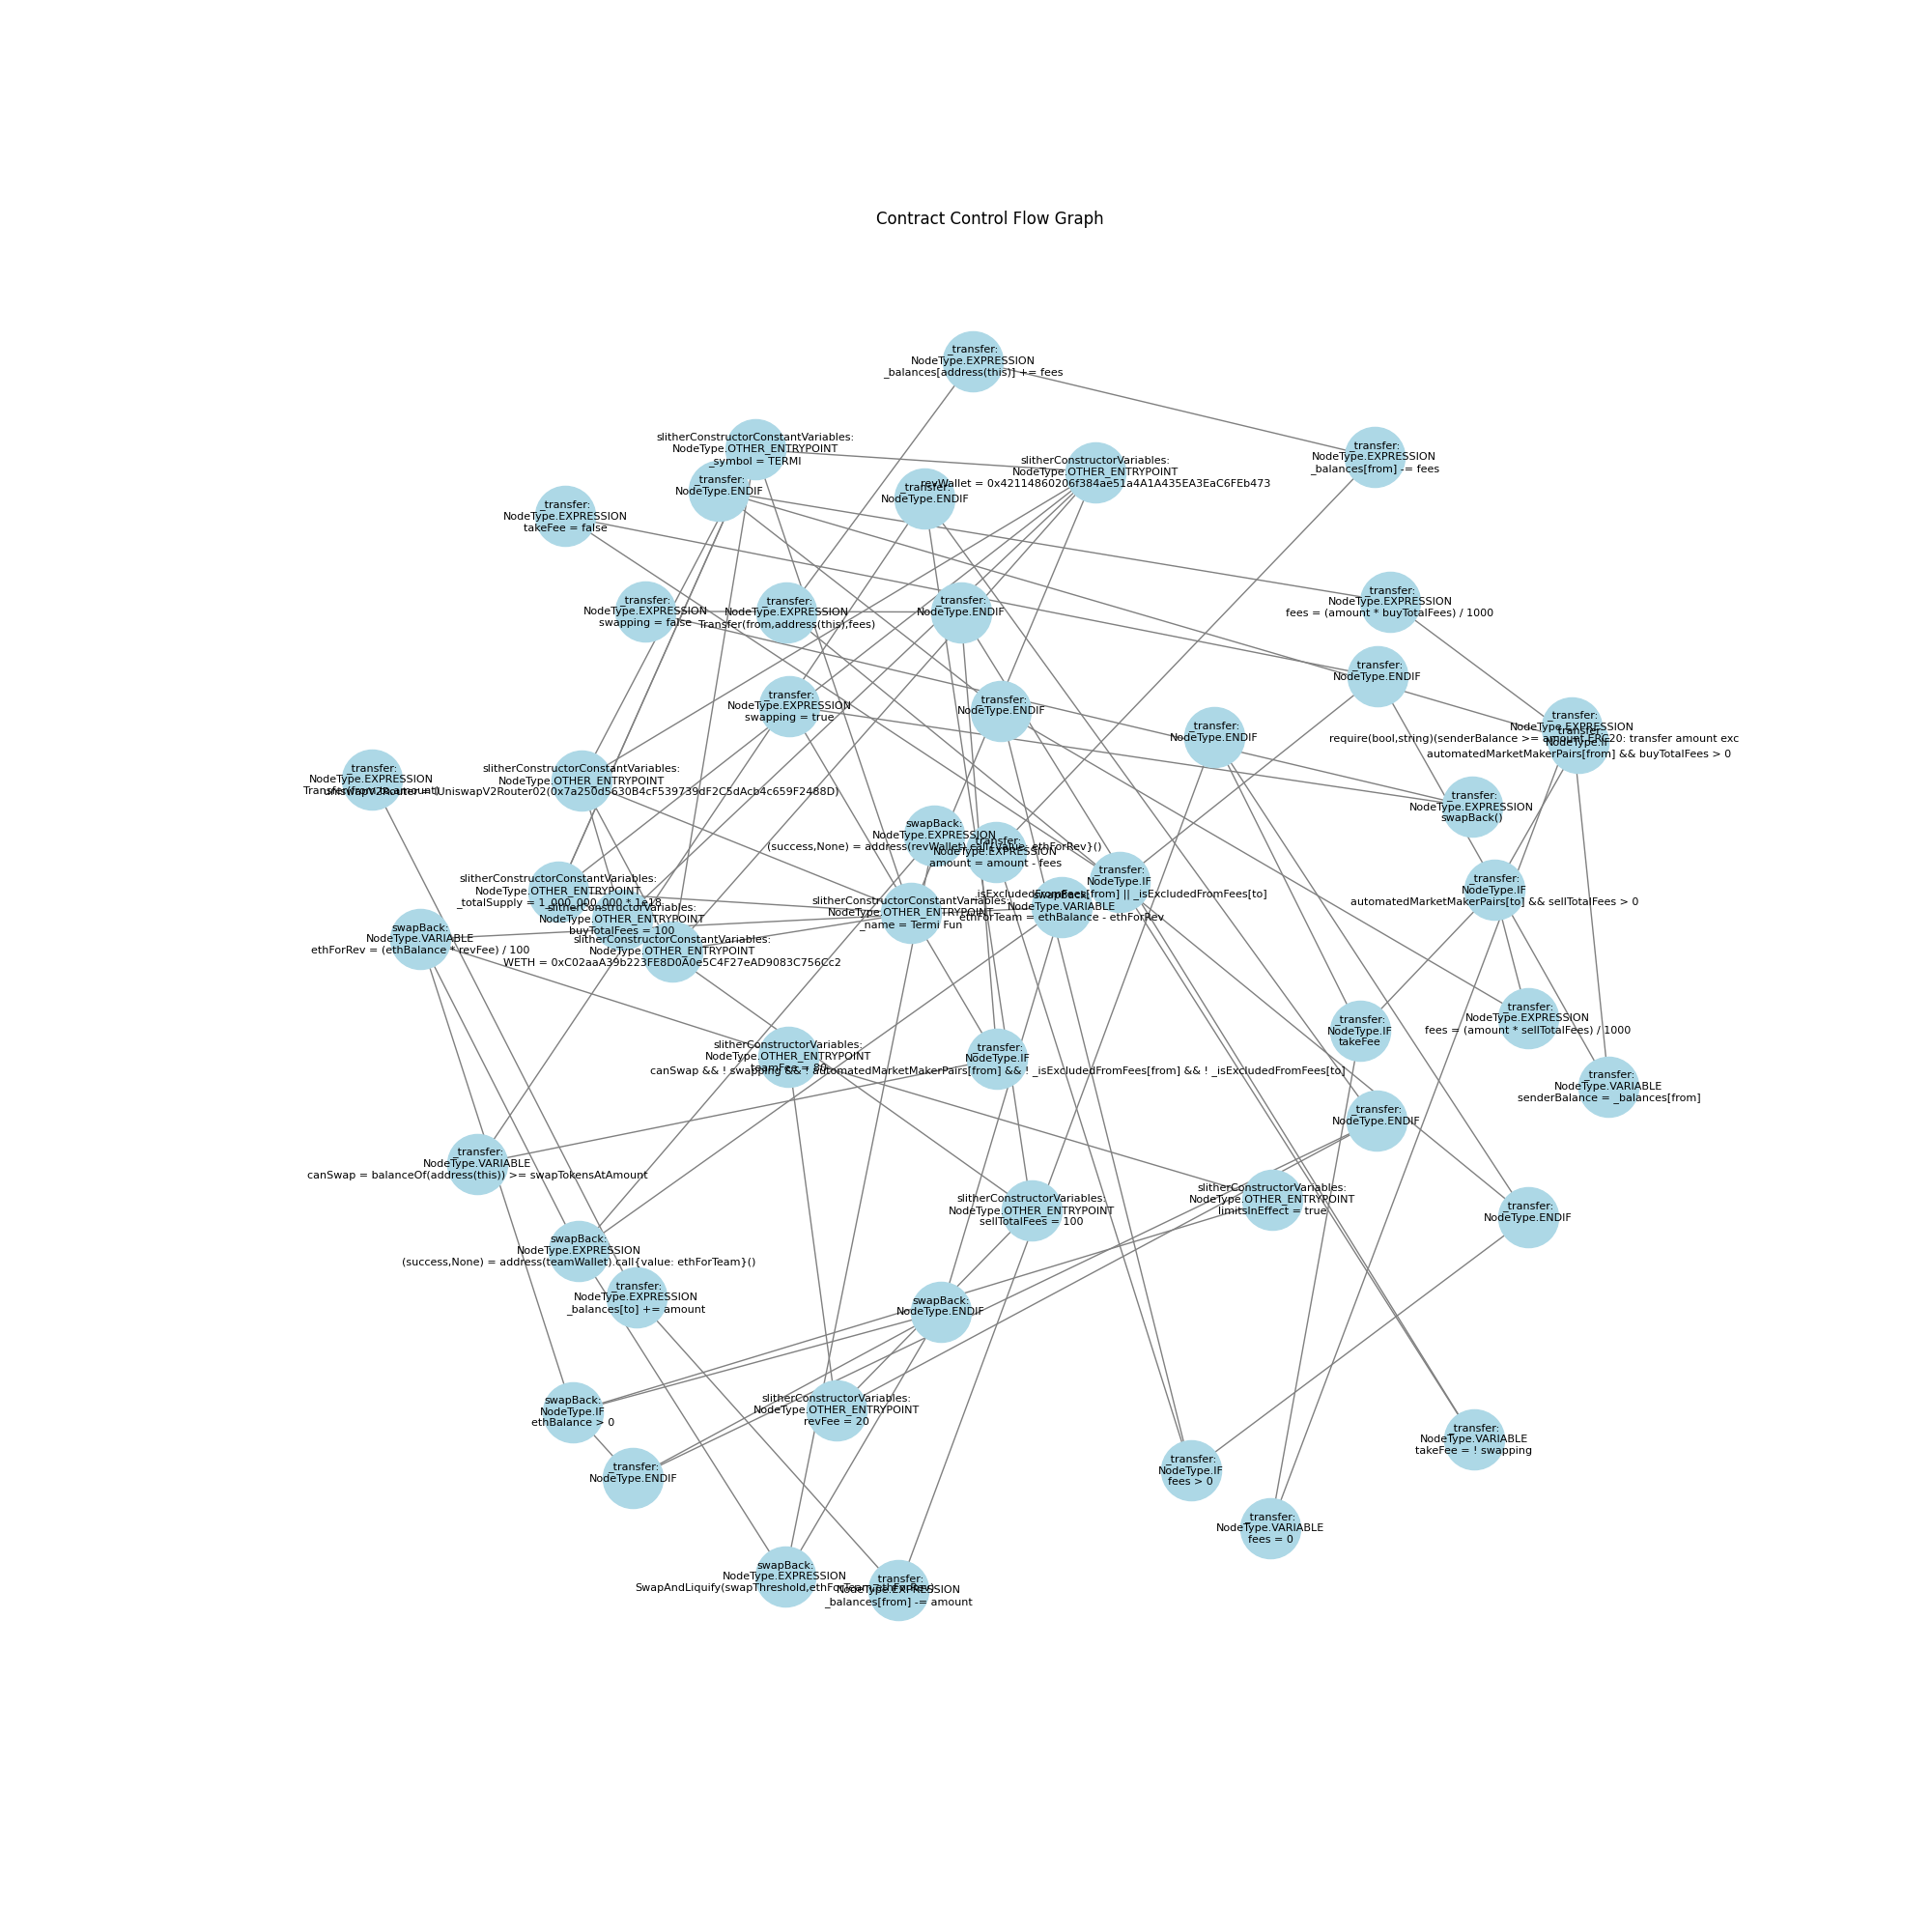 Contract Control Flow Graph
_transfer:
NodeType.EXPRESSION
_balances[address(this)] += fees
slitherConstructorConstantVariables:
NodeType.OTHER_ENTRYPOINT
_symbol = TERMI
_transfer:
NodeType.EXPRESSION
_balances[from] -= fees
slitherConstructorVariables:
NodeType.OTHER_ENTRYPOINT
revWallet = 0x42114860206f384ae51a4A1A435EA3EaC6FEb473
_transfer:
NodeType.ENDIF
_transfer:
NodeType.ENDIF
_transfer:
NodeType.EXPRESSION
takeFee = false
_transfer:
NodeType.EXPRESSION
fees = (amount * buyTotalFees) / 1000
_transfer:
NodeType.EXPRESSION
swapping = false
_transfer:
NodeType.EXPRESSION
Transfer(from,address(this),fees)
_transfer:
NodeType.ENDIF
_transfer:
NodeType.ENDIF
_transfer:
NodeType.EXPRESSION
swapping = true
_transfer:
NodeType.ENDIF
_transfer:
NodeType.ENDIF
_transfer:
NodeType.EXPRESSION
require(bool,string)(senderBalance >= amount,ERC20: transfer amount exc
_transfer:
NodeType.IF
automatedMarketMakerPairs[from] && buyTotalFees > 0
_transfer:
NodeType.EXPRESSION
Transfer(from,to,amount)
slitherConstructorConstantVariables:
NodeType.OTHER_ENTRYPOINT
uniswapV2Router = IUniswapV2Router02(0x7a250d5630B4cF539739dF2C5dAcb4c659F2488D)
_transfer:
NodeType.EXPRESSION
swapBack()
swapBack:
NodeType.EXPRESSION
(success,None) = address(revWallet).call{value: ethForRev}()
_transfer:
NodeType.EXPRESSION
amount = amount - fees
_transfer:
NodeType.IF
_isExcludedFromFees[from] || _isExcludedFromFees[to]
slitherConstructorConstantVariables:
NodeType.OTHER_ENTRYPOINT
_totalSupply = 1_000_000_000 * 1e18
_transfer:
NodeType.IF
automatedMarketMakerPairs[to] && sellTotalFees > 0
slitherConstructorVariables:
NodeType.OTHER_ENTRYPOINT
buyTotalFees = 100
slitherConstructorConstantVariables:
NodeType.OTHER_ENTRYPOINT
_name = Termi Fun
swapBack:
NodeType.VARIABLE
ethForTeam = ethBalance - ethForRev
swapBack:
NodeType.VARIABLE
ethForRev = (ethBalance * revFee) / 100
slitherConstructorConstantVariables:
NodeType.OTHER_ENTRYPOINT
WETH = 0xC02aaA39b223FE8D0A0e5C4F27eAD9083C756Cc2
_transfer:
NodeType.EXPRESSION
fees = (amount * sellTotalFees) / 1000
_transfer:
NodeType.IF
takeFee
slitherConstructorVariables:
NodeType.OTHER_ENTRYPOINT
teamFee = 80
_transfer:
NodeType.IF
canSwap && ! swapping && ! automatedMarketMakerPairs[from] && ! _isExcludedFromFees[from] && ! _isExcludedFromFees[to]
_transfer:
NodeType.VARIABLE
senderBalance = _balances[from]
_transfer:
NodeType.ENDIF
_transfer:
NodeType.VARIABLE
canSwap = balanceOf(address(this)) >= swapTokensAtAmount
slitherConstructorVariables:
NodeType.OTHER_ENTRYPOINT
limitsInEffect = true
slitherConstructorVariables:
NodeType.OTHER_ENTRYPOINT
sellTotalFees = 100
_transfer:
NodeType.ENDIF
swapBack:
NodeType.EXPRESSION
(success,None) = address(teamWallet).call{value: ethForTeam}()
_transfer:
NodeType.EXPRESSION
_balances[to] += amount
swapBack:
NodeType.ENDIF
swapBack:
NodeType.IF
ethBalance > 0
slitherConstructorVariables:
NodeType.OTHER_ENTRYPOINT
revFee = 20
_transfer:
NodeType.VARIABLE
takeFee = ! swapping
_transfer:
NodeType.ENDIF
_transfer:
NodeType.IF
fees > 0
_transfer:
NodeType.VARIABLE
fees = 0
swapBack:
NodeType.EXPRESSION
SwapAndLiquify(swapThreshold,ethForTeam,ethForRev)
_transfer:
NodeType.EXPRESSION
_balances[from] -= amount